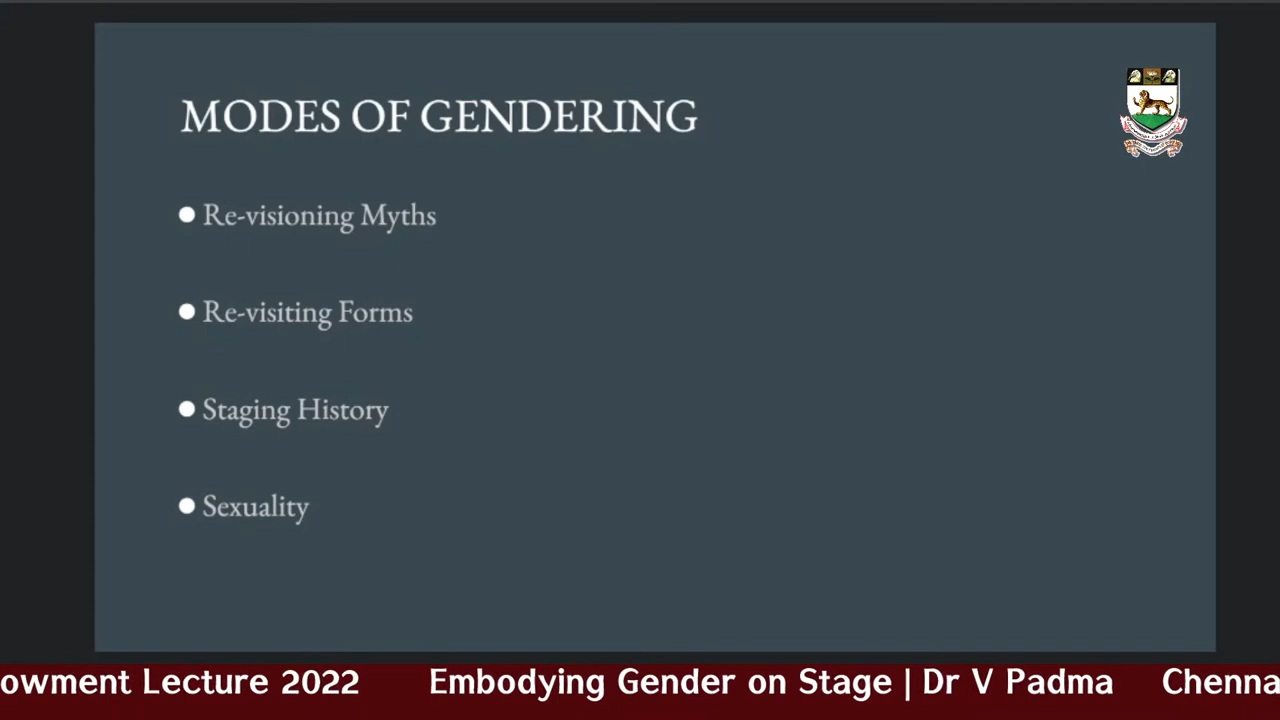 MODES OF GENDERING
● Re-visioning Myths
● Re-visiting Forms
● Staging History
● Sexuality
owment Lecture 2022 Embodying Gender on Stage | Dr V Padma Chenna